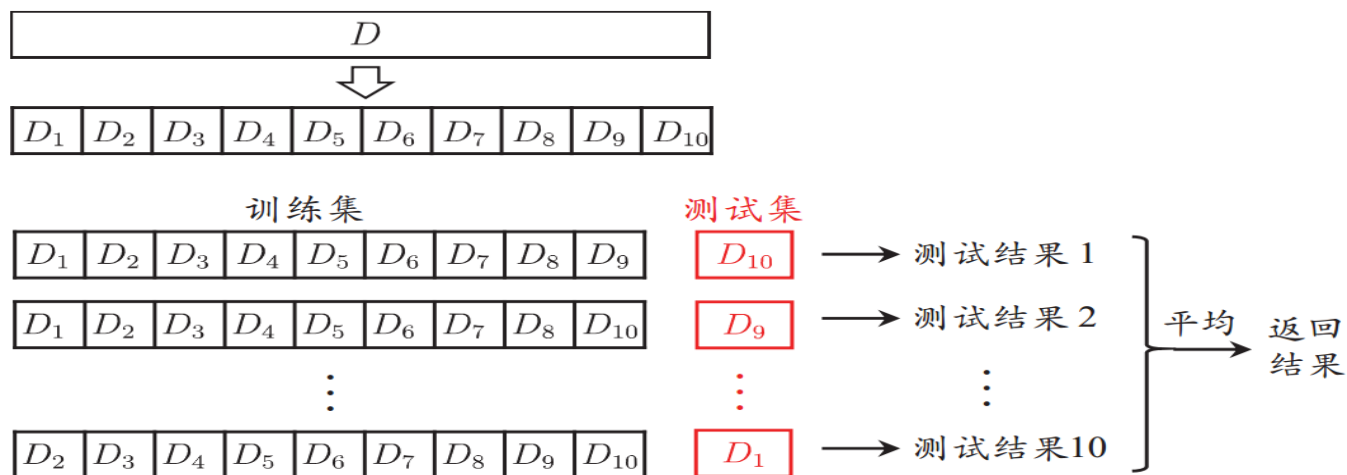 D
D₁ D₂ D₃ D₄ D₅ D₆ D₇ D₈ D₉ D₁₀
训练集 测试集
D₁ D₂ D₃ D₄ D₅ D₆ D₇ D₈ D₉ D₁₀ 测试结果 1
D₁ D₂ D₃ D₄ D₅ D₆ D₇ D₈ D₁₀ D₉ 测试结果 2
平均 返回
结果
⋮ ⋮ ⋮
D₂ D₃ D₄ D₅ D₆ D₇ D₈ D₉ D₁₀ D₁ 测试结果10